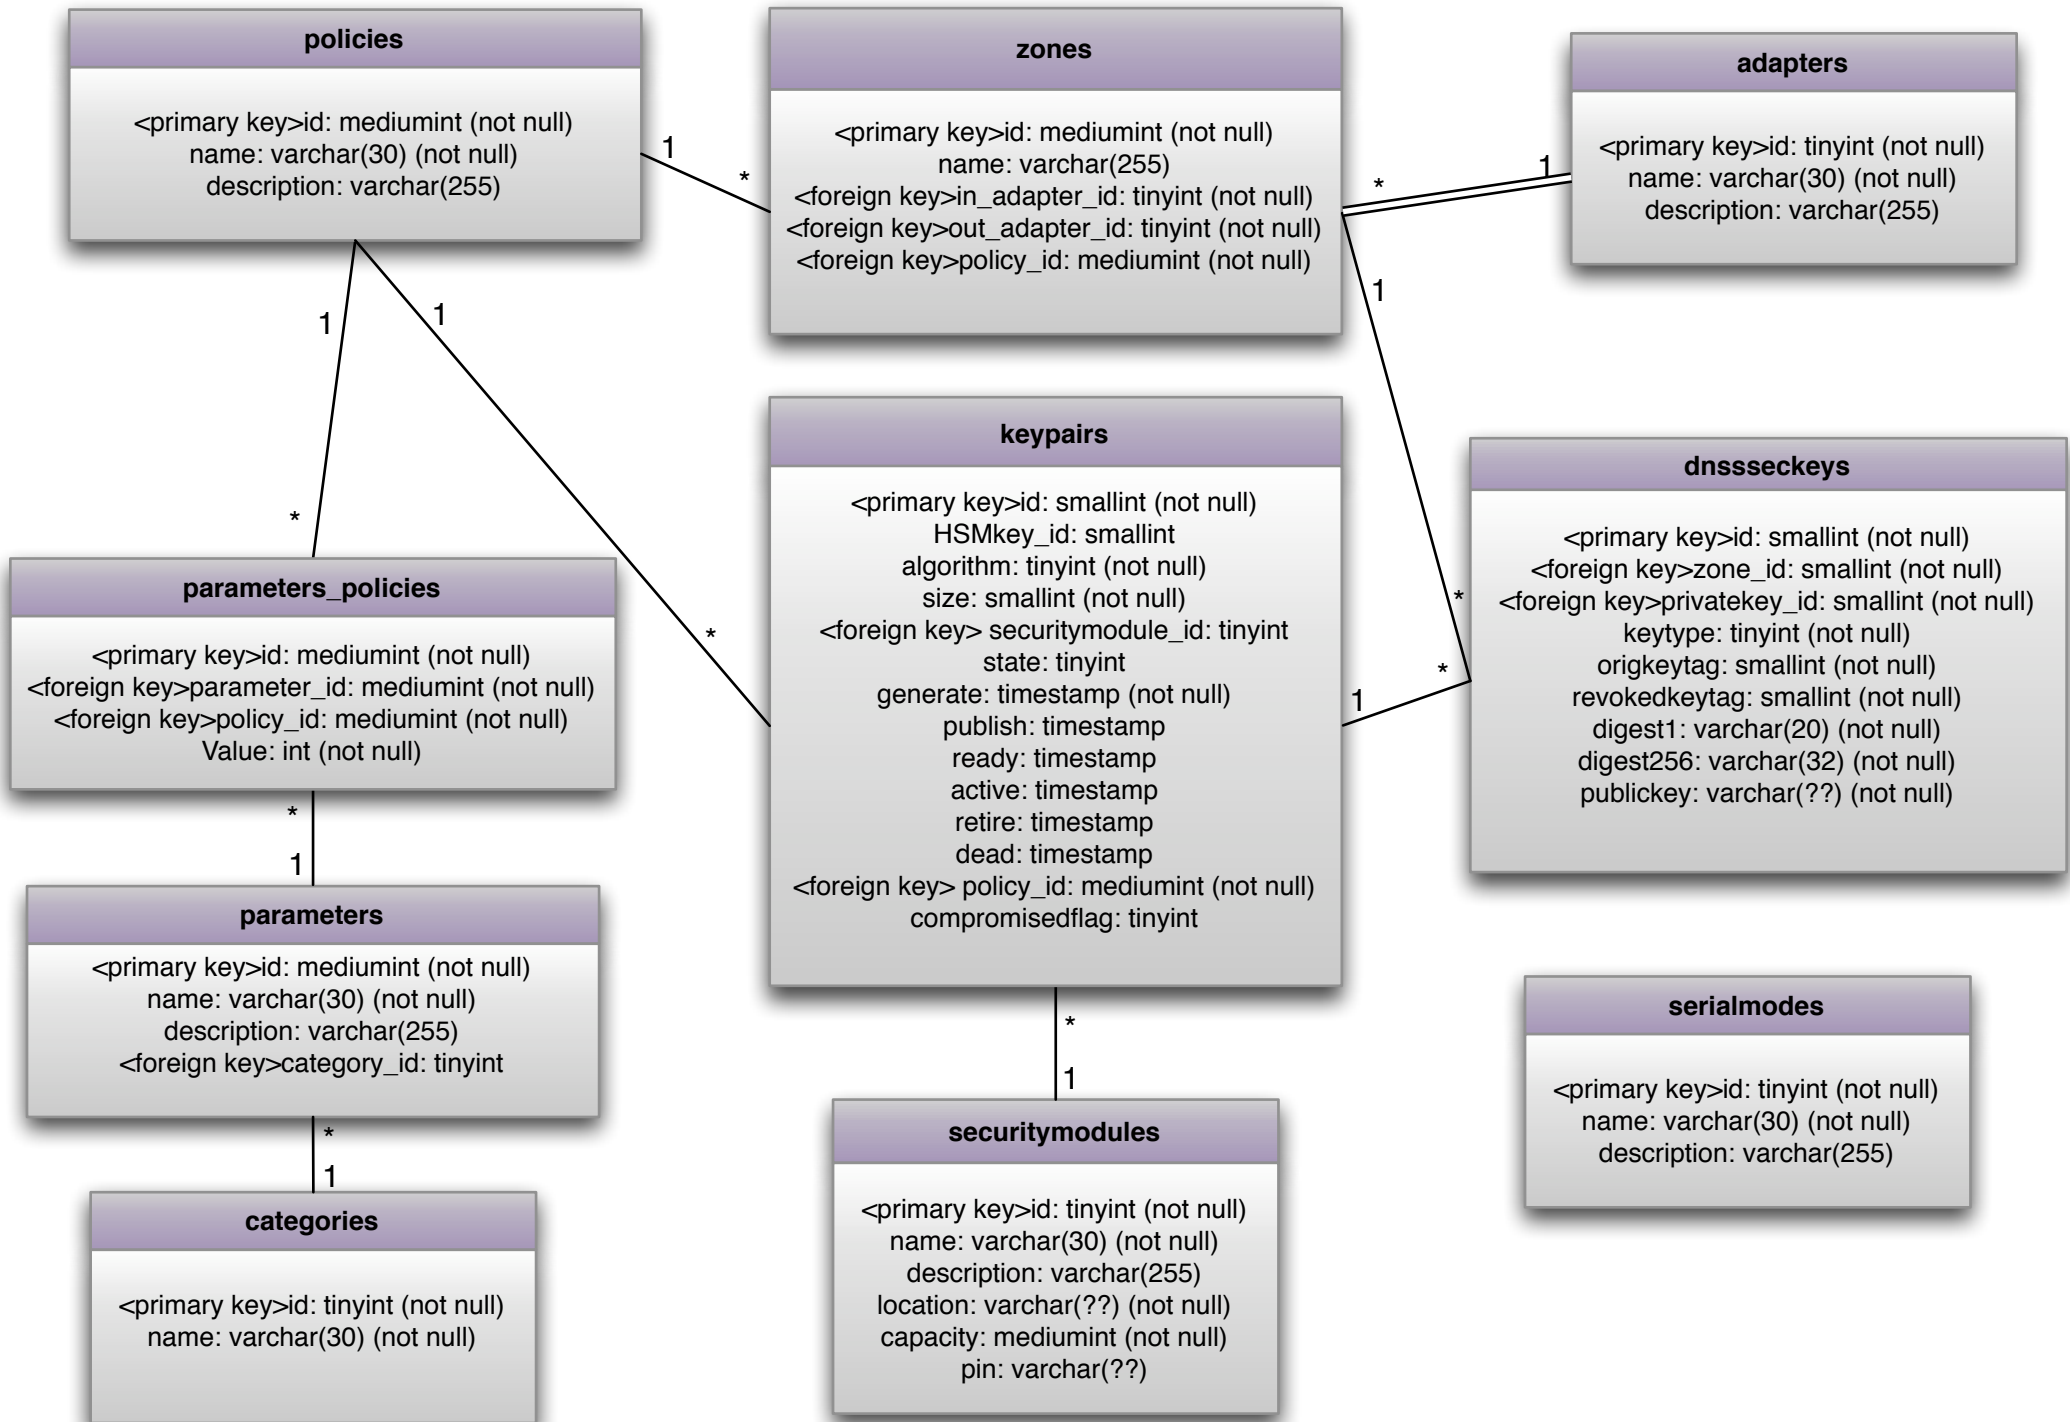 policies
<primary key>id: mediumint (not null)
name: varchar(30) (not null)
description: varchar(255)
1
*
zones
<primary key>id: mediumint (not null)
name: varchar(255)
<foreign key>in_adapter_id: tinyint (not null)
<foreign key>out_adapter_id: tinyint (not null)
<foreign key>policy_id: mediumint (not null)
*
1
adapters
<primary key>id: tinyint (not null)
name: varchar(30) (not null)
description: varchar(255)
1
1
1
*
*
*
*
1
parameters_policies
<primary key>id: mediumint (not null)
<foreign key>parameter_id: mediumint (not null)
<foreign key>policy_id: mediumint (not null)
Value: int (not null)
*
1
keypairs
<primary key>id: smallint (not null)
HSMkey_id: smallint
algorithm: tinyint (not null)
size: smallint (not null)
<foreign key> securitymodule_id: tinyint
state: tinyint
generate: timestamp (not null)
publish: timestamp
ready: timestamp
active: timestamp
retire: timestamp
dead: timestamp
<foreign key> policy_id: mediumint (not null)
compromisedflag: tinyint
dnssseckeys
<primary key>id: smallint (not null)
<foreign key>zone_id: smallint (not null)
<foreign key>privatekey_id: smallint (not null)
keytype: tinyint (not null)
origkeytag: smallint (not null)
revokedkeytag: smallint (not null)
digest1: varchar(20) (not null)
digest256: varchar(32) (not null)
publickey: varchar(??) (not null)
parameters
<primary key>id: mediumint (not null)
name: varchar(30) (not null)
description: varchar(255)
<foreign key>category_id: tinyint
*
1
*
1
serialmodes
<primary key>id: tinyint (not null)
name: varchar(30) (not null)
description: varchar(255)
categories
<primary key>id: tinyint (not null)
name: varchar(30) (not null)
securitymodules
<primary key>id: tinyint (not null)
name: varchar(30) (not null)
description: varchar(255)
location: varchar(??) (not null)
capacity: mediumint (not null)
pin: varchar(??)